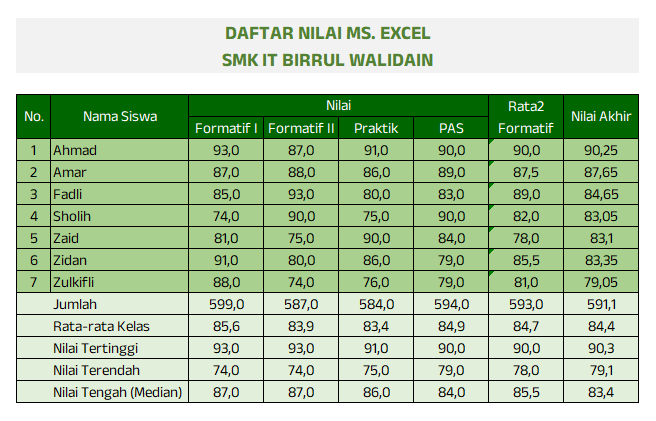 DAFTAR NILAI MS. EXCEL
SMK IT BIRRUL WALIDAIN
No. Nama Siswa Nilai Rata2 Formatif Nilai Akhir
Formatif I Formatif II Praktik PAS
1 Ahmad 93,0 87,0 91,0 90,0 90,0 90,25
2 Amar 87,0 88,0 86,0 89,0 87,5 87,65
3 Fadli 85,0 93,0 80,0 83,0 89,0 84,65
4 Sholih 74,0 90,0 75,0 90,0 82,0 83,05
5 Zaid 81,0 75,0 90,0 84,0 78,0 83,1
6 Zidan 91,0 80,0 86,0 79,0 85,5 83,35
7 Zulkifli 88,0 74,0 76,0 79,0 81,0 79,05
Jumlah 599,0 587,0 584,0 594,0 593,0 591,1
Rata-rata Kelas 85,6 83,9 83,4 84,9 84,7 84,4
Nilai Tertinggi 93,0 93,0 91,0 90,0 90,0 90,3
Nilai Terendah 74,0 74,0 75,0 79,0 78,0 79,1
Nilai Tengah (Median) 87,0 87,0 86,0 84,0 85,5 83,4